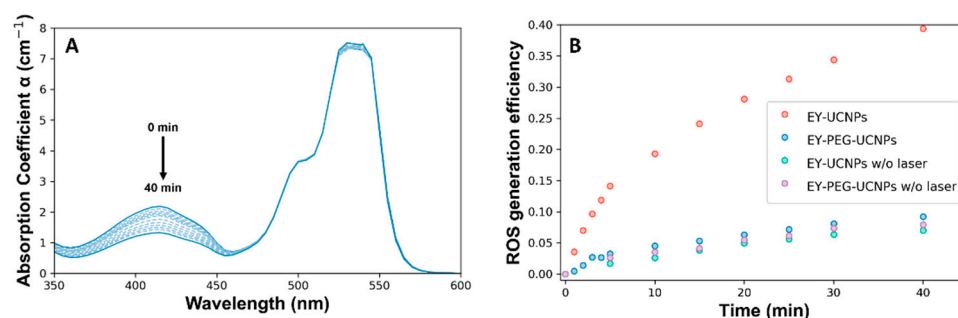 A
0 min
40 min
Absorption Coefficient α (cm⁻¹)
8
7
6
5
4
3
2
1
0
350
400
450
500
550
600
Wavelength (nm)
B
ROS generation efficiency
0.40
0.35
0.30
0.25
0.20
0.15
0.10
0.05
0.00
EY-UCNPs
EY-PEG-UCNPs
EY-UCNPs w/o laser
EY-PEG-UCNPs w/o laser
0
10
20
30
40
Time (min)